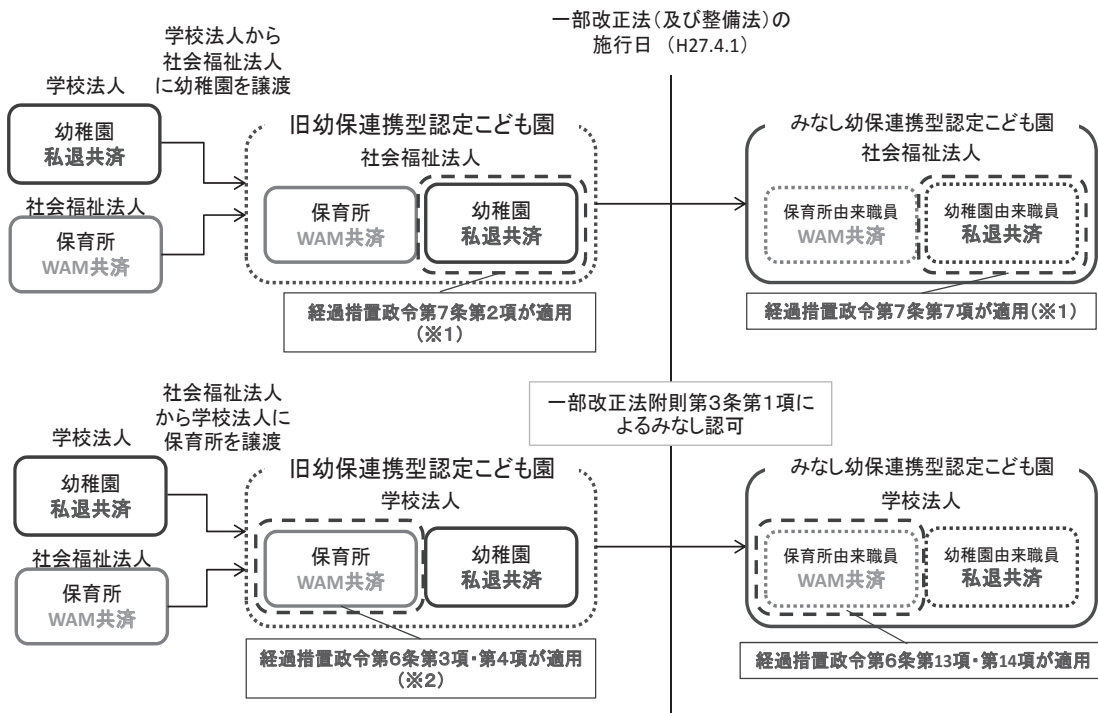 一部改正法(及び整備法)の
施行日 (H27.4.1)
学校法人から
社会福祉法人
に幼稚園を譲渡
学校法人
幼稚園
私退共済
社会福祉法人
保育所
WAM共済
旧幼保連携型認定こども園
社会福祉法人
保育所
WAM共済
幼稚園
私退共済
経過措置政令第7条第2項が適用
(※1)
みなし幼保連携型認定こども園
社会福祉法人
保育所由来職員
WAM共済
幼稚園由来職員
私退共済
経過措置政令第7条第7項が適用(※1)
一部改正法附則第3条第1項に
よるみなし認可
社会福祉法人
から学校法人に
保育所を譲渡
学校法人
幼稚園
私退共済
社会福祉法人
保育所
WAM共済
旧幼保連携型認定こども園
学校法人
保育所
WAM共済
幼稚園
私退共済
経過措置政令第6条第3項・第4項が適用
(※2)
みなし幼保連携型認定こども園
学校法人
保育所由来職員
WAM共済
幼稚園由来職員
私退共済
経過措置政令第6条第13項・第14項が適用